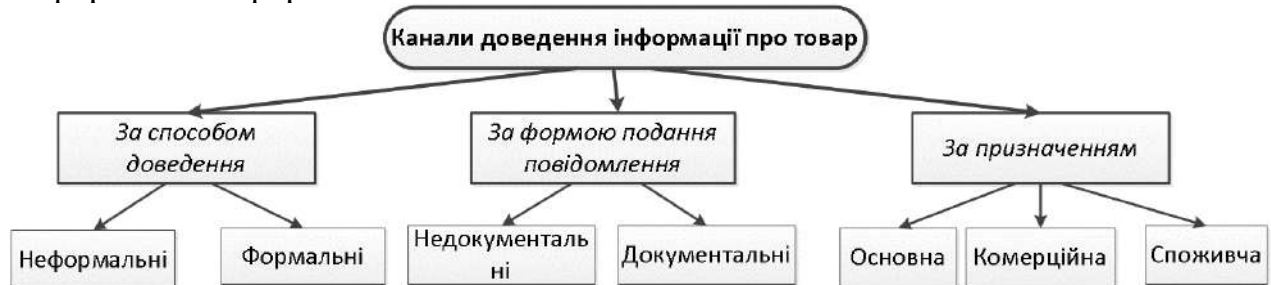 Канали доведення інформації про товар
За способом
доведення
За формою подання
повідомлення
За призначенням
Неформальні
Формальні
Недокументаль
ні
Документальні
Основна
Комерційна
Споживча